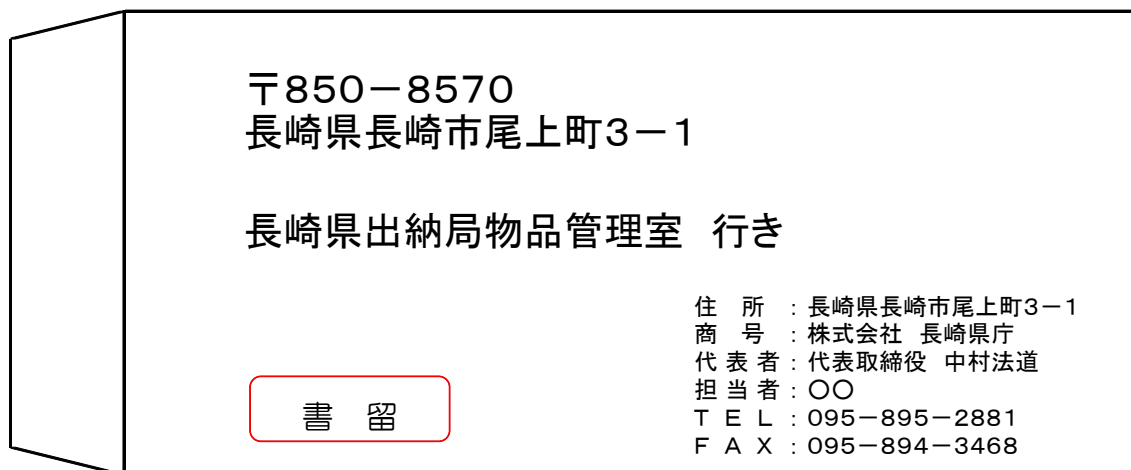 〒850－8570
長崎県長崎市尾上町3－1
長崎県出納局物品管理室　行き
住　所　：長崎県長崎市尾上町3－1
商　号　：株式会社　長崎県庁
代 表 者：代表取締役　中村法道
担 当 者：〇〇
Ｔ Ｅ Ｌ：095－895－2881
Ｆ Ａ Ｘ：095－894－3468
書　留